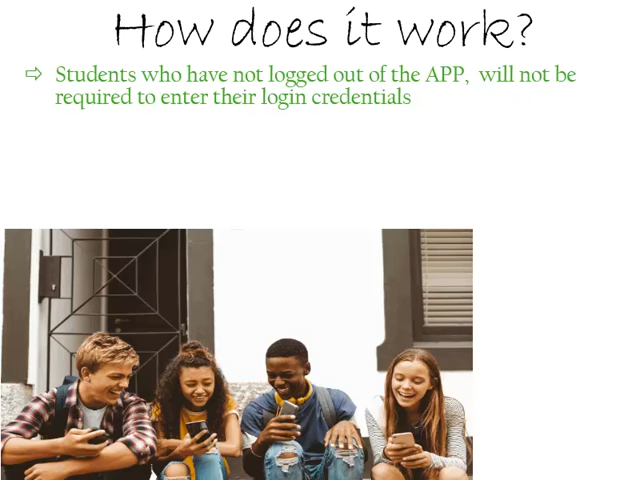 How does it work?
⇨ Students who have not logged out of the APP,  will not be
required to enter their login credentials